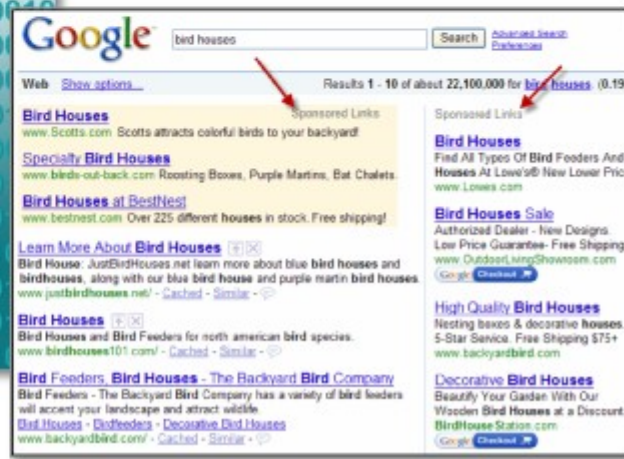 Google
bird houses
Search
Advanced Search
Preferences
Web Show options...
Results 1 - 10 of about 22,100,000 for bird houses. (0.19
Bird Houses
Sponsored Links
www.Scotts.com Scotts attracts colorful birds to your backyard!
Specialty Bird Houses
www.birds-out-back.com Roosting Boxes, Purple Martins, Bat Chalets.
Bird Houses at BestNest
www.bestnest.com Over 225 different houses in stock. Free shipping!
Learn More About Bird Houses
Bird House: JustBirdHouses.net learn more about blue bird houses and
birdhouses, along with our blue bird house and purple martin bird houses.
www.justbirdhouses.net/ - Cached - Similar -
Bird Houses
Bird Houses and Bird Feeders for north american bird species.
www.birdhouses101.com/ - Cached - Similar -
Bird Feeders, Bird Houses - The Backyard Bird Company
Bird Feeders - The Backyard Bird Company has a variety of bird feeders
will accent your landscape and attract wildlife.
Bird Houses - Birdfeeders - Decorative Bird Houses
www.backyardbird.com/ - Cached - Similar -
Sponsored Links
Bird Houses
Find All Types Of Bird Feeders And
Houses At Lowe's® New Lower Pric
www.Lowes.com
Bird Houses Sale
Authorized Dealer - New Designs.
Low Price Guarantee- Free Shipping
www.OutdoorLivingShowroom.com
Google Checkout
High Quality Bird Houses
Nesting boxes & decorative houses.
5-Star Service. Free Shipping $75+
www.backyardbird.com
Decorative Bird Houses
Beautify Your Garden With Our
Wooden Bird Houses at a Discount
BirdHouseStation.com
Google Checkout